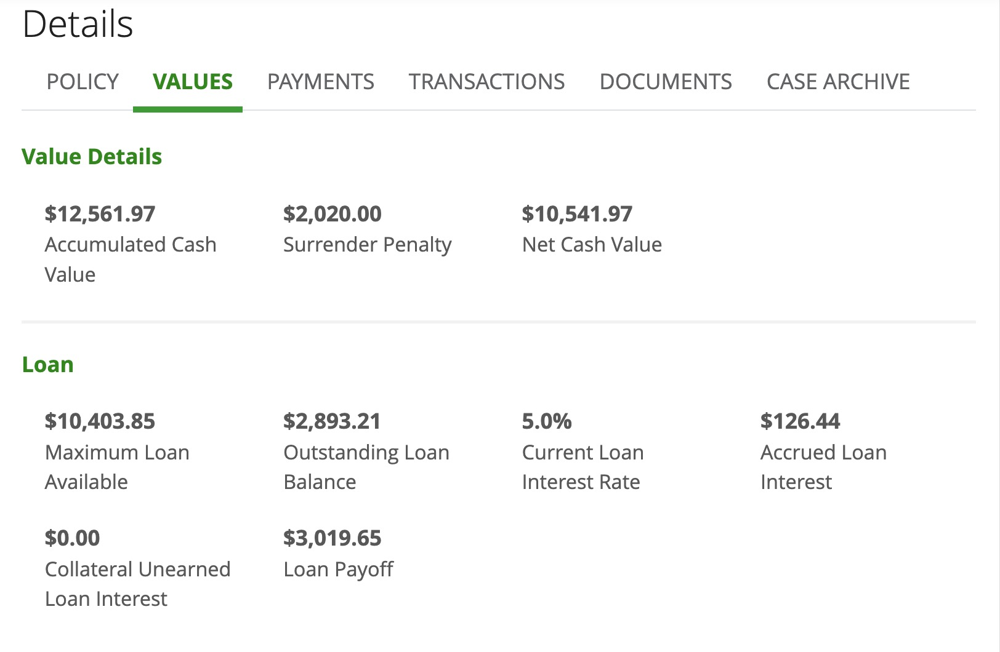 Details
POLICY VALUES PAYMENTS TRANSACTIONS DOCUMENTS CASE ARCHIVE
Value Details
$12,561.97 $2,020.00 $10,541.97
Accumulated Cash Surrender Penalty Net Cash Value
Value
Loan
$10,403.85 $2,893.21 5.0% $126.44
Maximum Loan Outstanding Loan Current Loan Accrued Loan
Available Balance Interest Rate Interest
$0.00 $3,019.65
Collateral Unearned Loan Payoff
Loan Interest